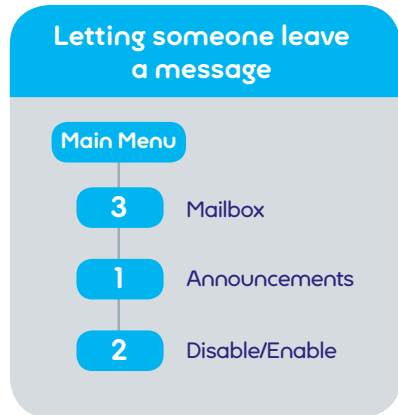 Letting someone leave
a message
Main Menu
3 Mailbox
1 Announcements
2 Disable/Enable